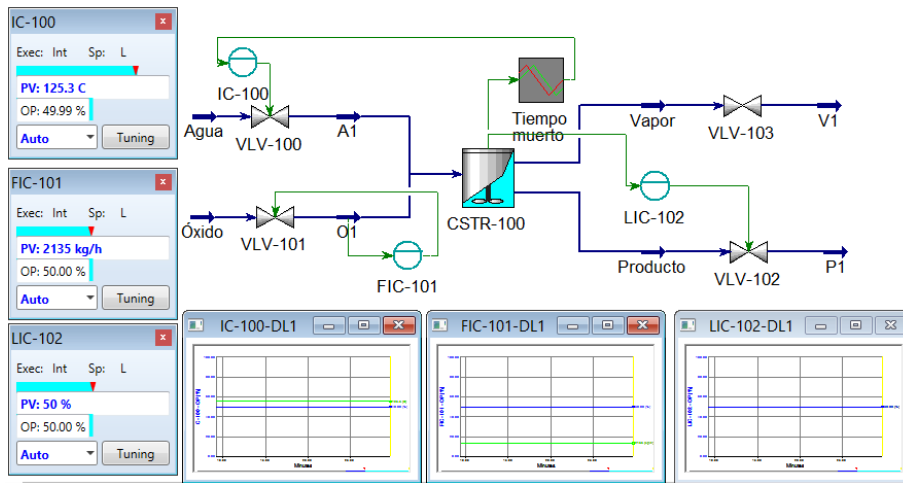 IC-100
Exec: Int Sp: L
PV: 125.3 C
OP: 49.99 %
Auto Tuning
FIC-101
Exec: Int Sp: L
PV: 2135 kg/h
OP: 50.00 %
Auto Tuning
LIC-102
Exec: Int Sp: L
PV: 50 %
OP: 50.00 %
Auto Tuning
IC-100
Agua
VLV-100
A1
Tiempo
muerto
Vapor
VLV-103
V1
Óxido
VLV-101
O1
FIC-101
CSTR-100
LIC-102
Producto
VLV-102
P1
IC-100-DL1
Minutes
FIC-101-DL1
Minutes
LIC-102-DL1
Minutes